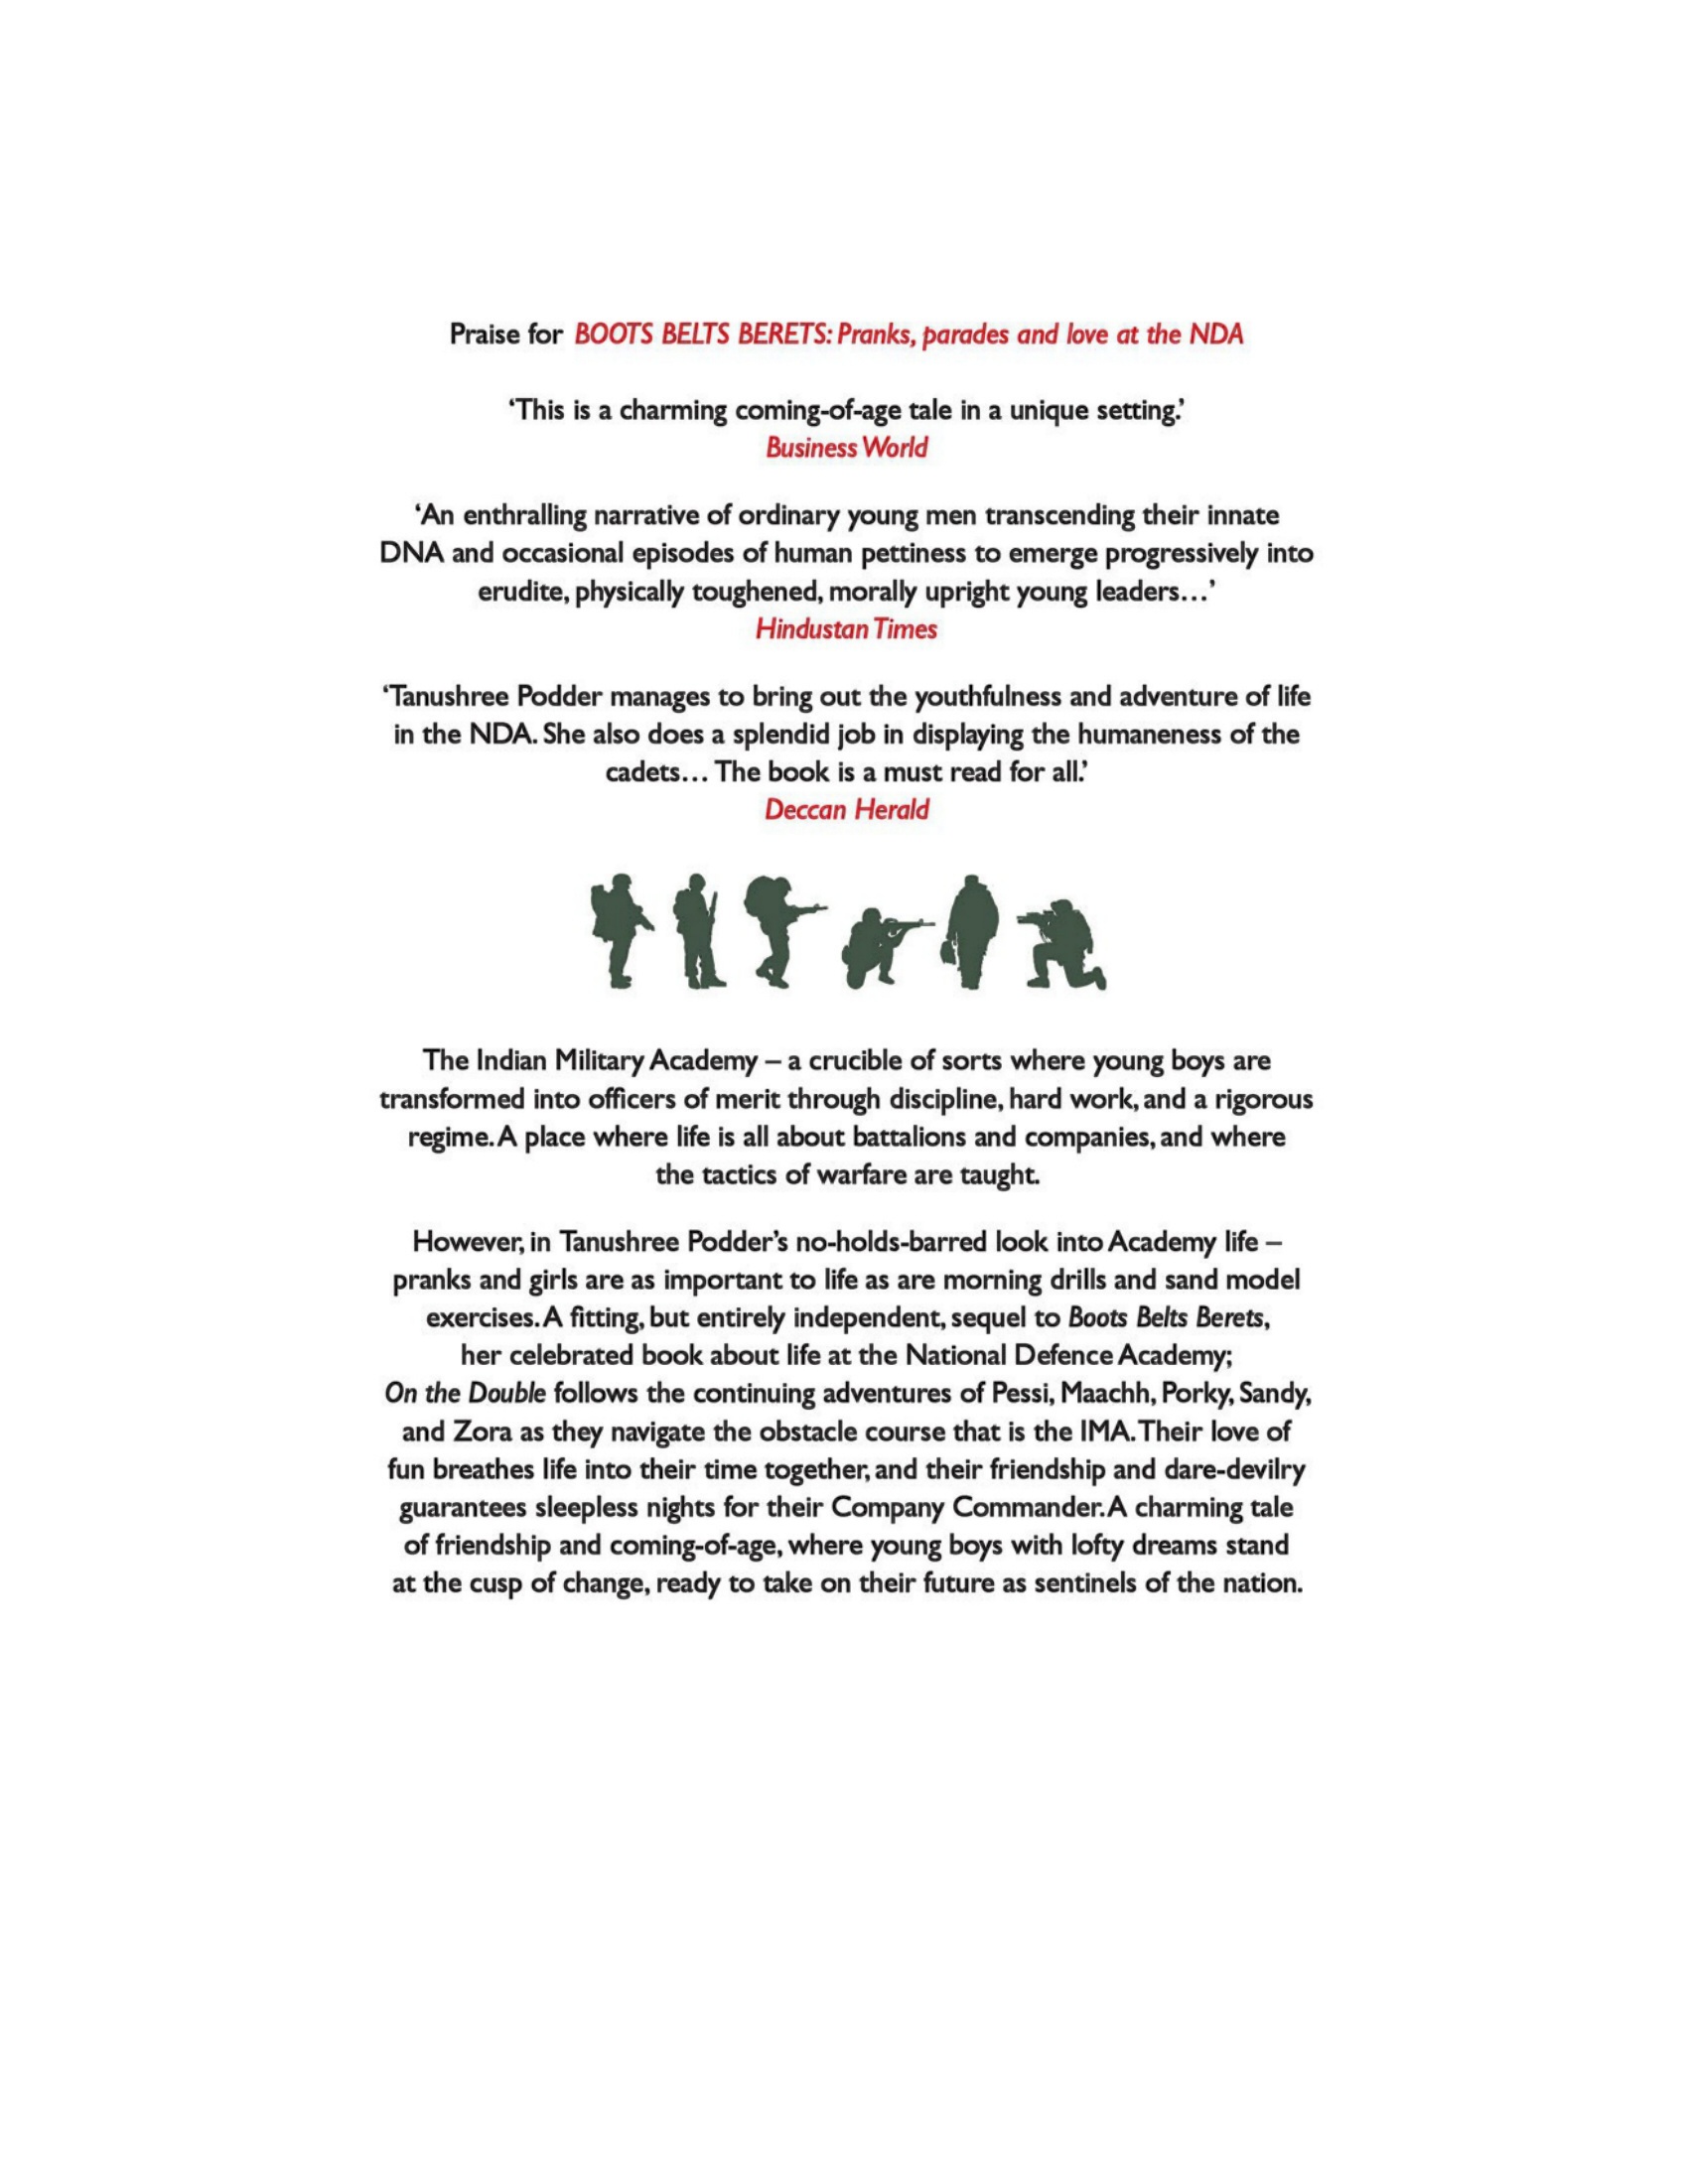 Praise for BOOTS BELTS BERETS: Pranks, parades and love at the NDA
‘This is a charming coming-of-age tale in a unique setting.’
Business World
‘An enthralling narrative of ordinary young men transcending their innate
DNA and occasional episodes of human pettiness to emerge progressively into
erudite, physically toughened, morally upright young leaders…’
Hindustan Times
‘Tanushree Podder manages to bring out the youthfulness and adventure of life
in the NDA. She also does a splendid job in displaying the humaneness of the
cadets… The book is a must read for all.’
Deccan Herald
The Indian Military Academy – a crucible of sorts where young boys are
transformed into officers of merit through discipline, hard work, and a rigorous
regime. A place where life is all about battalions and companies, and where
the tactics of warfare are taught.
However, in Tanushree Podder’s no-holds-barred look into Academy life –
pranks and girls are as important to life as are morning drills and sand model
exercises. A fitting, but entirely independent, sequel to Boots Belts Berets,
her celebrated book about life at the National Defence Academy;
On the Double follows the continuing adventures of Pessi, Maachh, Porky, Sandy,
and Zora as they navigate the obstacle course that is the IMA. Their love of
fun breathes life into their time together, and their friendship and dare-devilry
guarantees sleepless nights for their Company Commander. A charming tale
of friendship and coming-of-age, where young boys with lofty dreams stand
at the cusp of change, ready to take on their future as sentinels of the nation.